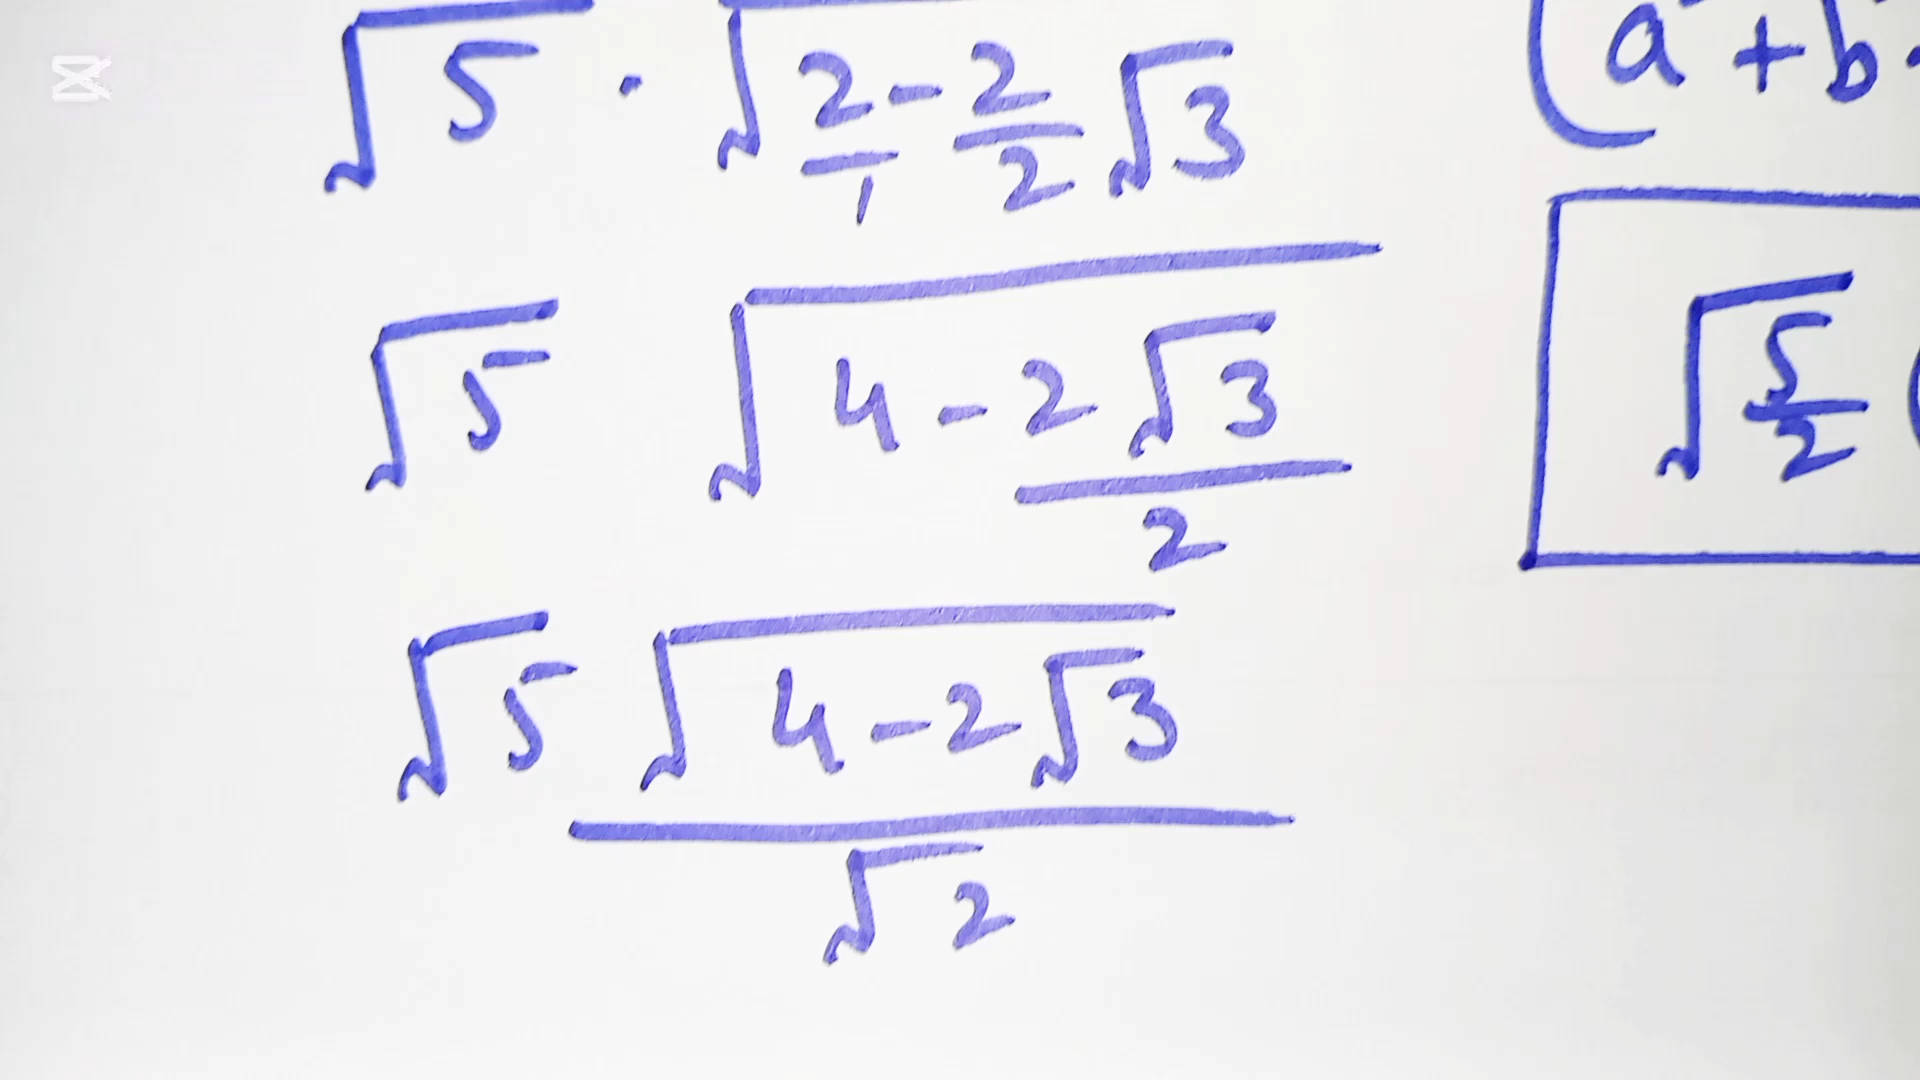 √5 · √(2/1 - 2/2 √3)
√5 √(4 - 2√3/2)
√5 √(4 - 2√3) / √2
(a + b
√5/2 (